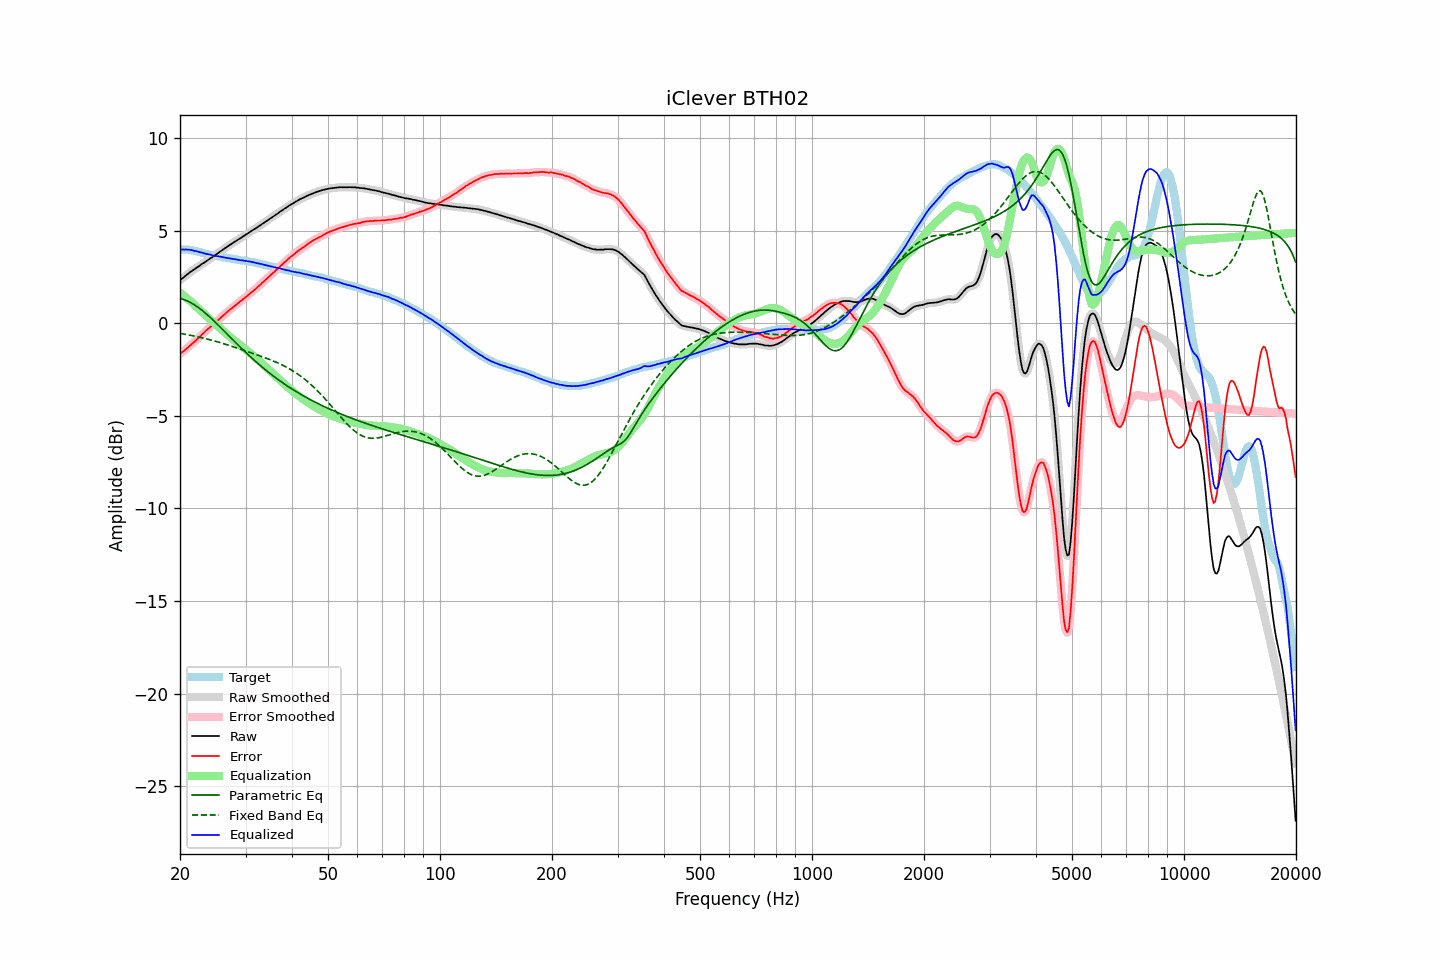 iClever BTH02
10
5
0
−5
−10
−15
−20
−25
Amplitude (dBr)
Target
Raw Smoothed
Error Smoothed
Raw
Error
Equalization
Parametric Eq
Fixed Band Eq
Equalized
20 50 100 200 500 1000 2000 5000 10000 20000
Frequency (Hz)